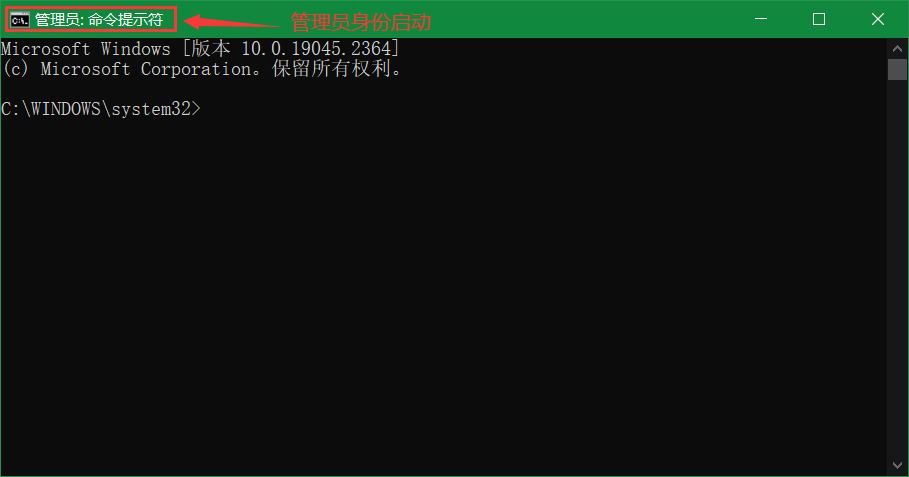 管理员: 命令提示符
管理员身份启动
Microsoft Windows [版本 10.0.19045.2364]
(c) Microsoft Corporation。保留所有权利。
C:\WINDOWS\system32>